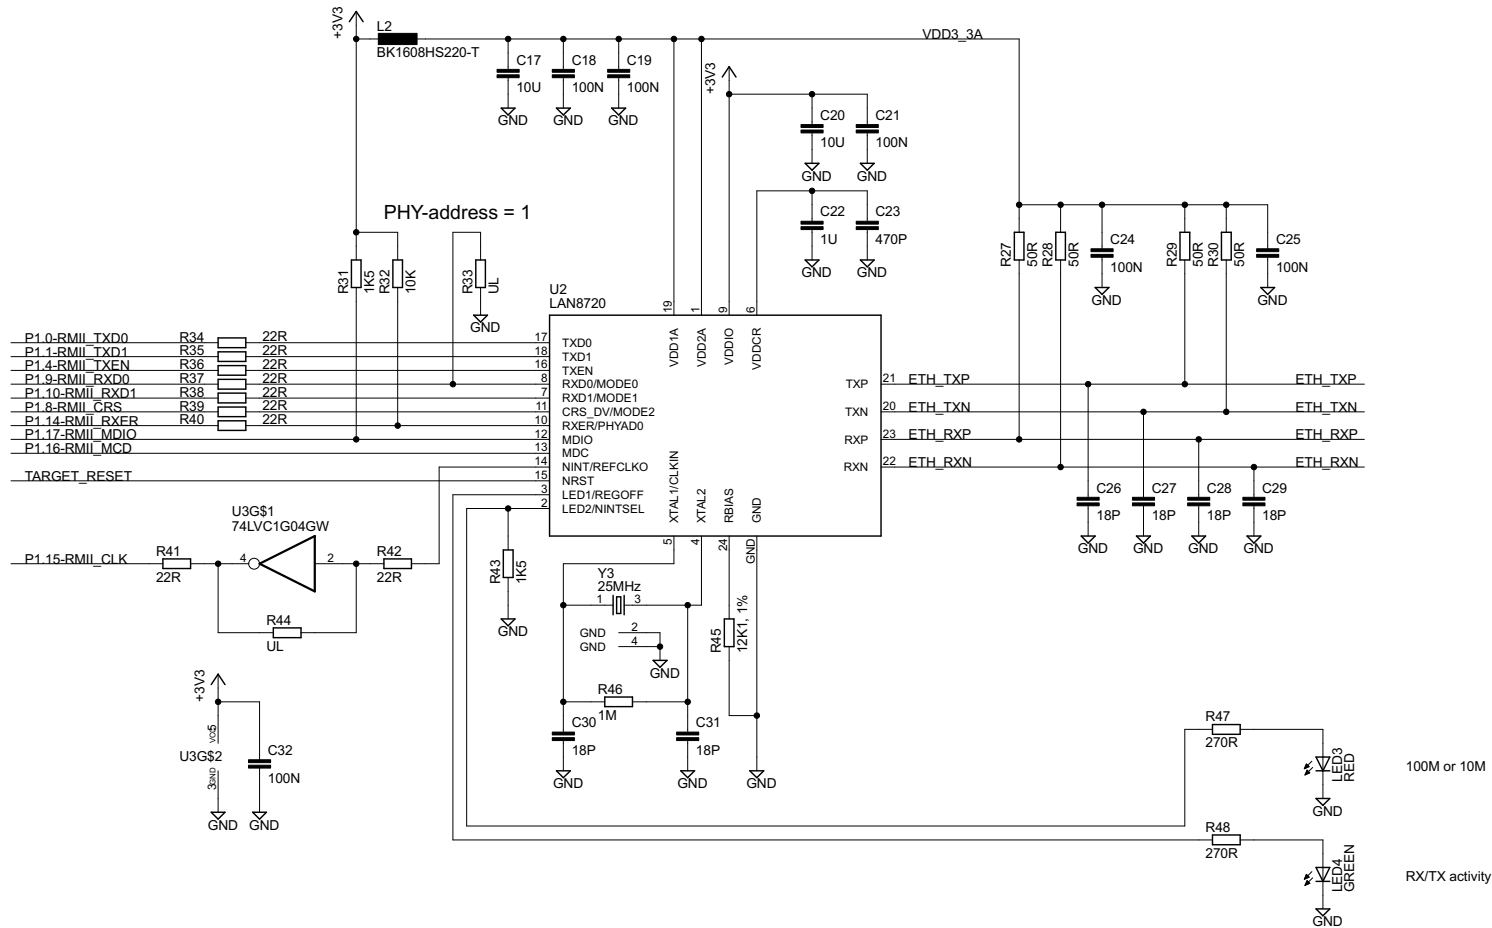 +3V3
L2
BK1608HS220-T
VDD3_3A
C17
10U
GND
C18
100N
GND
C19
100N
GND
+3V3
C20
10U
GND
C21
100N
GND
PHY-address = 1
C22
1U
GND
C23
470P
GND
R31
1K5
R32
10K
R33
UL
GND
R27
50R
R28
50R
C24
100N
GND
R29
50R
R30
50R
C25
100N
GND
U2
LAN8720
19
1
9
6
VDD1A
VDD2A
VDDIO
VDDCR
P1.0-RMII_TXD0 R34 22R 17 TXD0
P1.1-RMII_TXD1 R35 22R 18 TXD1
P1.4-RMII_TXEN R36 22R 16 TXEN
P1.9-RMII_RXD0 R37 22R 8 RXD0/MODE0
P1.10-RMII_RXD1 R38 22R 7 RXD1/MODE1
P1.8-RMII_CRS R39 22R 11 CRS_DV/MODE2
P1.14-RMII_RXER R40 22R 10 RXER/PHYAD0
P1.17-RMII_MDIO 12 MDIO
P1.16-RMII_MCD 13 MDC
14 NINT/REFCLKO
TARGET_RESET 15 NRST
3 LED1/REGOFF
2 LED2/NINTSEL
TXP 21 ETH_TXP ETH_TXP
TXN 20 ETH_TXN ETH_TXN
RXP 23 ETH_RXP ETH_RXP
RXN 22 ETH_RXN ETH_RXN
XTAL1/CLKIN
XTAL2
RBIAS
GND
5
4
24
GND
C26
18P
GND
C27
18P
GND
C28
18P
GND
C29
18P
GND
U3G$1
74LVC1G04GW
P1.15-RMII_CLK
R41
22R
4
2
R42
22R
R44
UL
R43
1K5
GND
Y3
25MHz
1 3
GND 2
GND 4
GND
R45
12K1, 1%
R46
1M
C30
18P
GND
C31
18P
GND
GND
+3V3
VCC
5
U3G$2
3
GND
GND
C32
100N
GND
R47
270R
LED3
RED
GND
100M or 10M
R48
270R
LED4
GREEN
GND
RX/TX activity